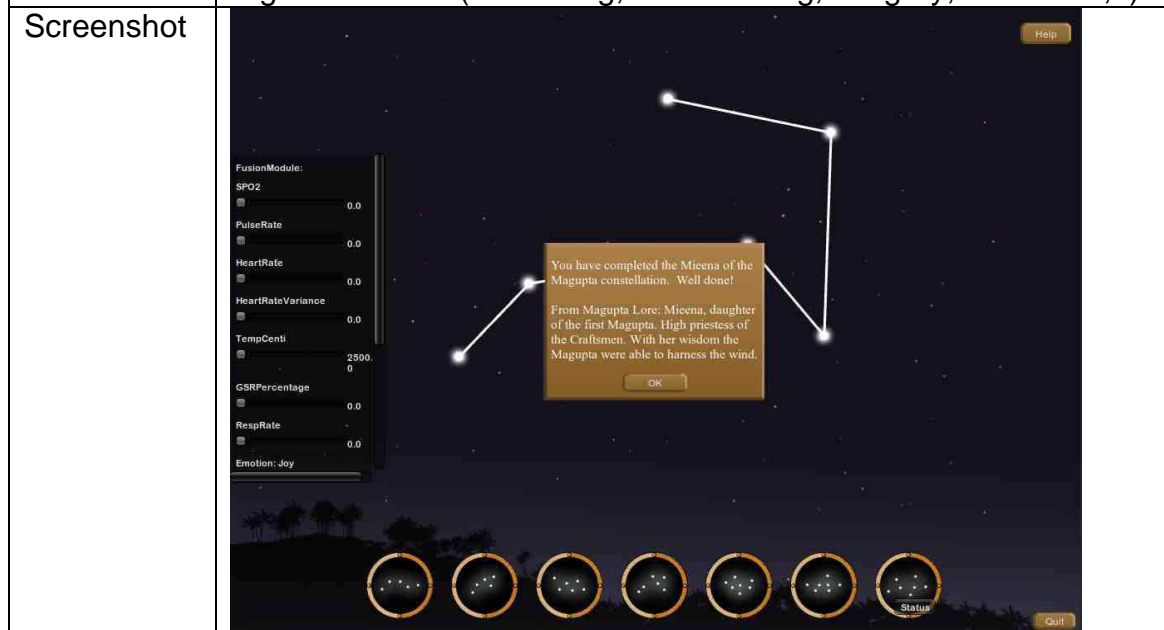 Screenshot
Help
FusionModule:
SPO2
0.0
PulseRate
0.0
HeartRate
0.0
HeartRateVariance
0.0
TempCenti
2500.
0
GSRPercentage
0.0
RespRate
0.0
Emotion: Joy
You have completed the Mieena of the
Magupta constellation. Well done!
From Magupta Lore: Mieena, daughter
of the first Magupta. High priestess of
the Craftsmen. With her wisdom the
Magupta were able to harness the wind.
OK
Status
Quit